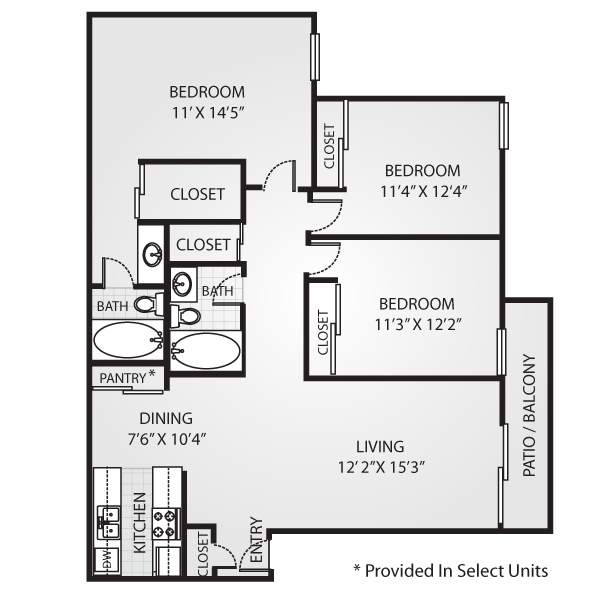 BEDROOM
11' X 14'5"
CLOSET
BEDROOM
11'4" X 12'4"
CLOSET
CLOSET
BATH
BATH
BEDROOM
11'3" X 12'2"
CLOSET
PANTRY*
DINING
7'6" X 10'4"
LIVING
12' 2" X 15'3"
PATIO / BALCONY
KITCHEN
DW
CLOSET
ENTRY
* Provided In Select Units